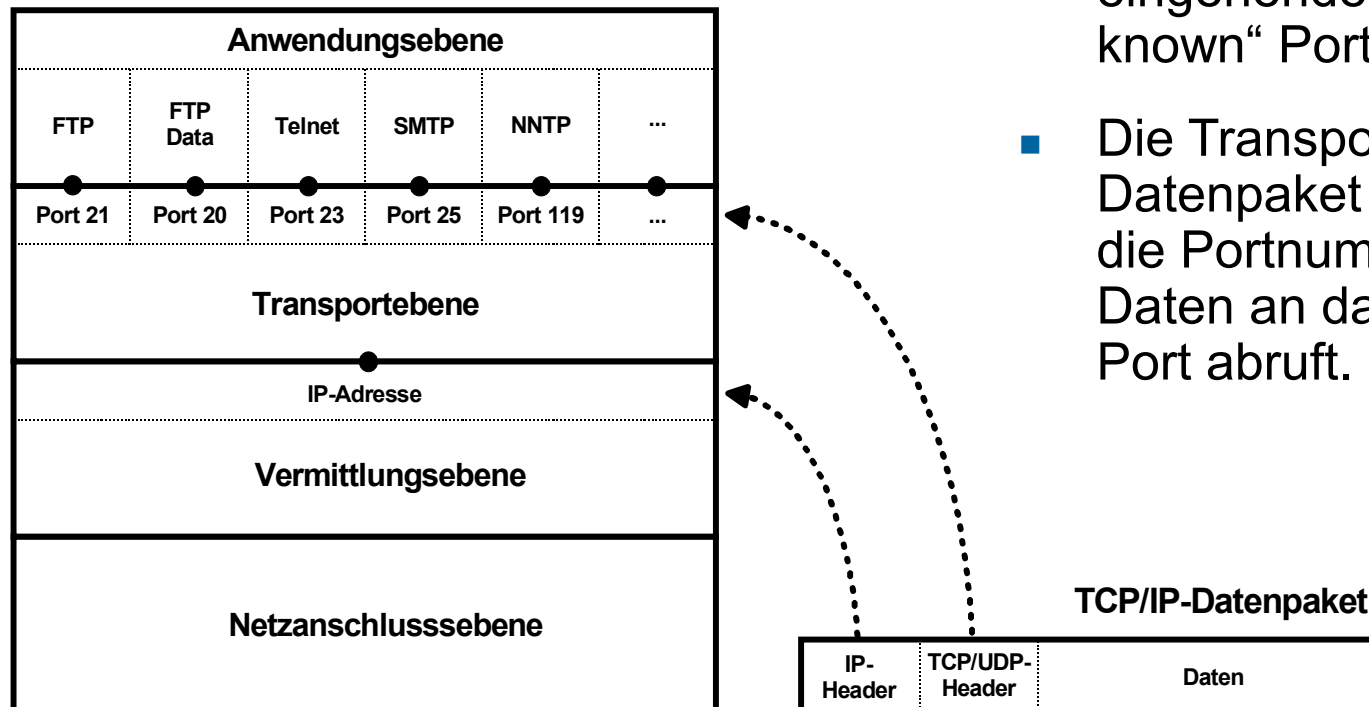 Anwendungsebene
FTP
FTP
Data
Telnet
SMTP
NNTP
...
Port 21
Port 20
Port 23
Port 25
Port 119
...
Transportebene
IP-Adresse
Vermittlungsebene
Netzanschlusssebene
known“ Port
Die Transpo
Datenpaket
die Portnum
Daten an da
Port abruft.
TCP/IP-Datenpaket
IP-
Header
TCP/UDP-
Header
Daten